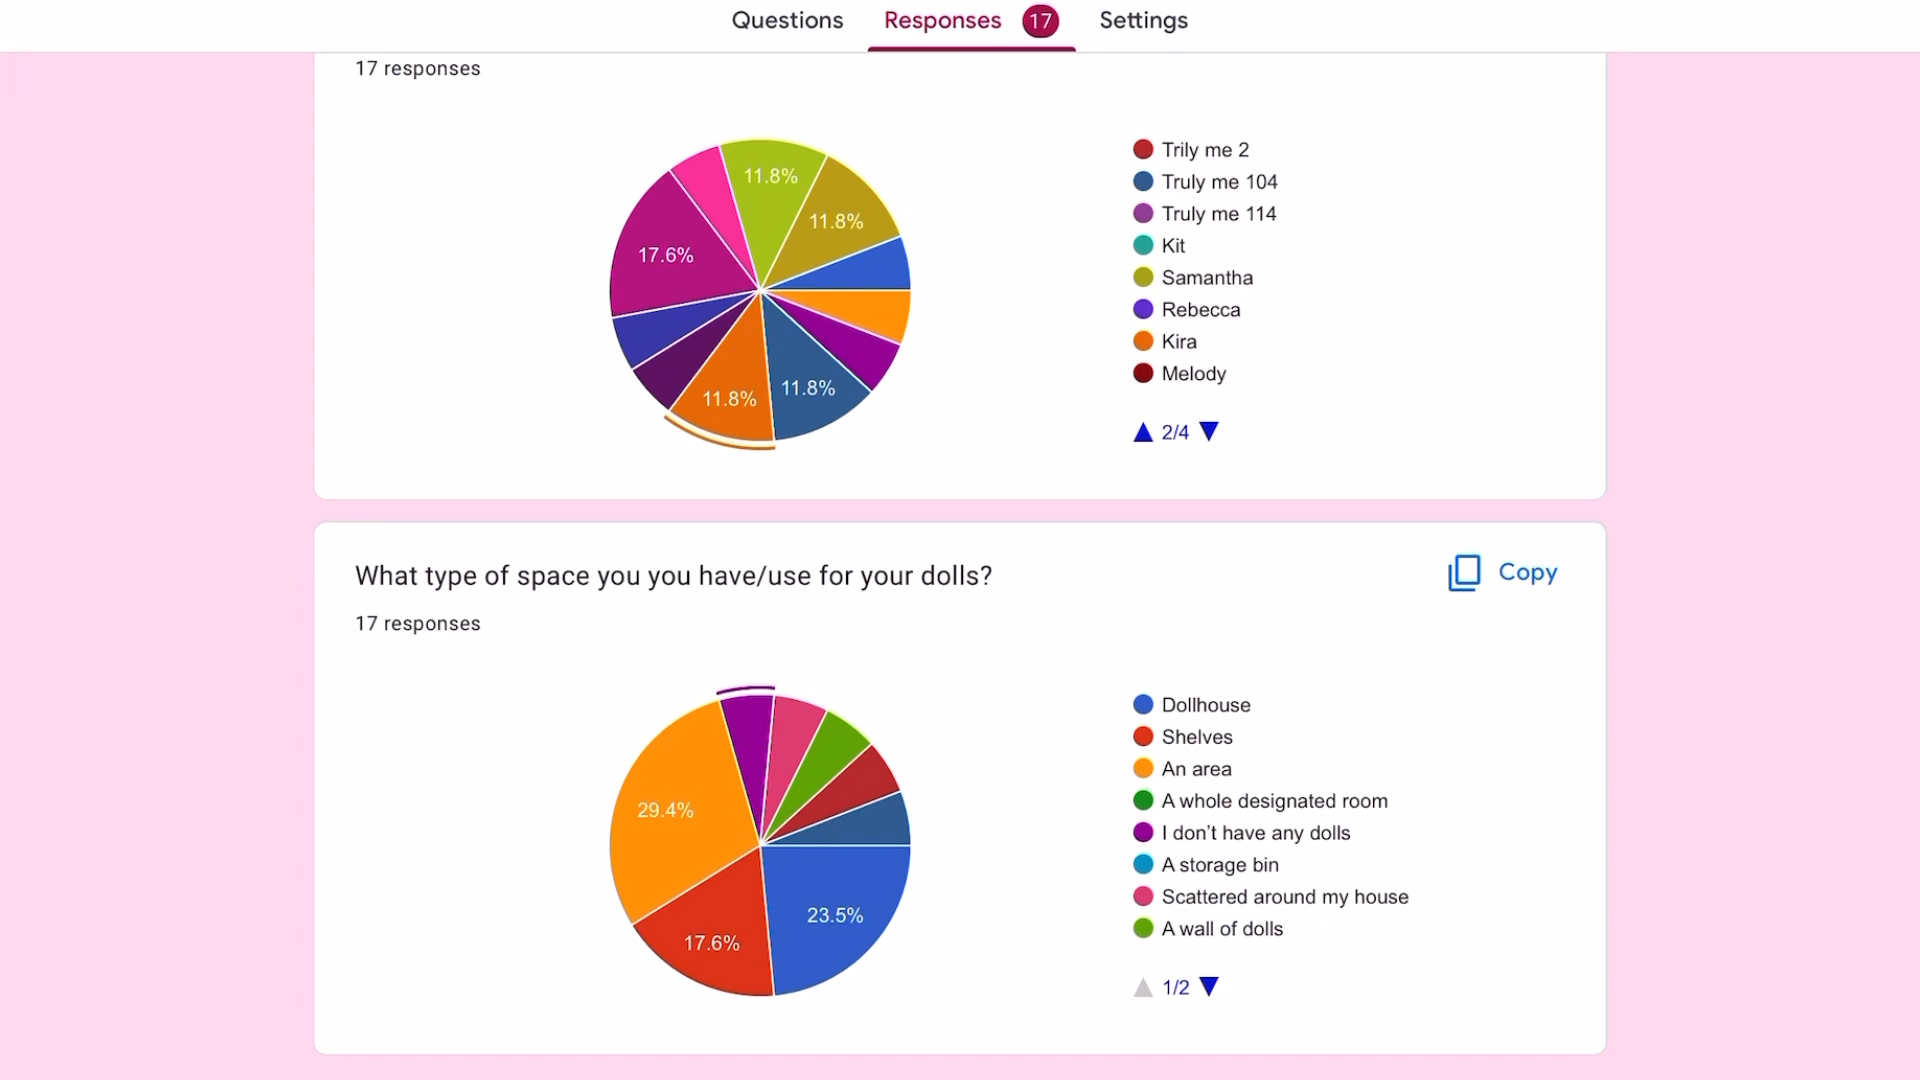 Questions Responses 17 Settings
17 responses
11.8%
11.8%
17.6%
11.8%
11.8%
Trily me 2
Truly me 104
Truly me 114
Kit
Samantha
Rebecca
Kira
Melody
2/4
What type of space you you have/use for your dolls?
Copy
17 responses
29.4%
23.5%
17.6%
Dollhouse
Shelves
An area
A whole designated room
I don’t have any dolls
A storage bin
Scattered around my house
A wall of dolls
1/2